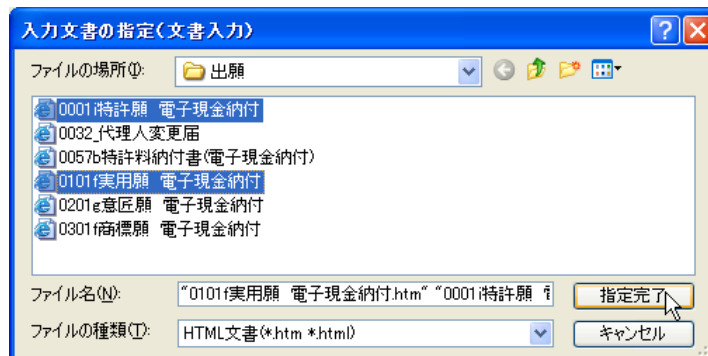 入力文書の指定(文書入力)
ファイルの場所(I): 出願
0001i特許願 電子現金納付
0032_代理人変更届
0057b特許料納付書(電子現金納付)
0101f実用願 電子現金納付
0201g意匠願 電子現金納付
0301f商標願 電子現金納付
ファイル名(N): "0101f実用願 電子現金納付.htm" "0001i特許願 指定完了
ファイルの種類(T): HTML文書(*.htm *.html) キャンセル